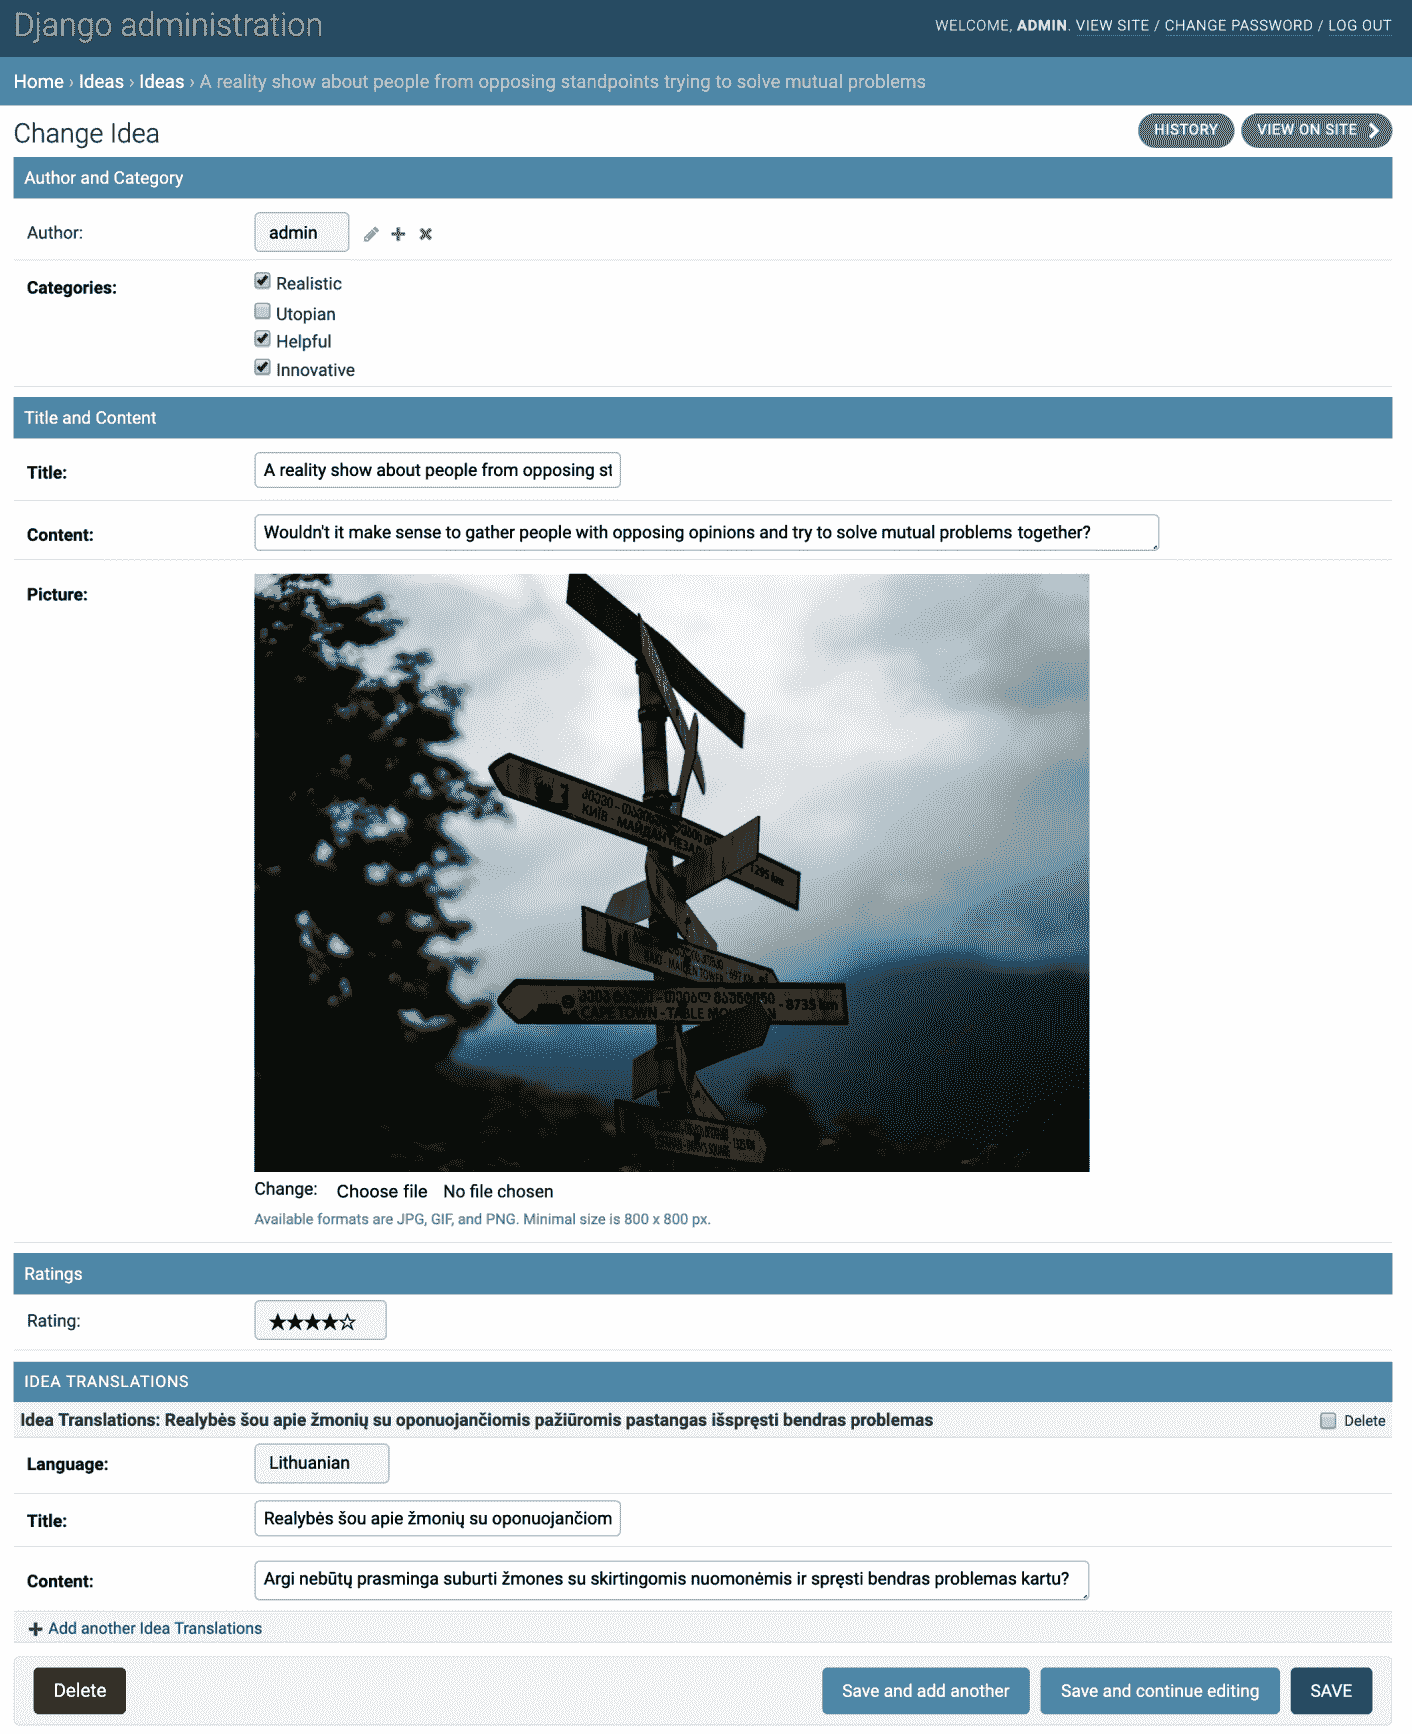 Django administration
WELCOME, ADMIN. VIEW SITE / CHANGE PASSWORD / LOG OUT
Home › Ideas › Ideas › A reality show about people from opposing standpoints trying to solve mutual problems
Change Idea
HISTORY
VIEW ON SITE
Author and Category
Author:
admin
Categories:
Realistic
Utopian
Helpful
Innovative
Title and Content
Title:
A reality show about people from opposing st
Content:
Wouldn't it make sense to gather people with opposing opinions and try to solve mutual problems together?
Picture:
1295 km
MAIDEN TOWER - 697 KM
- 8735 km
CAPE TOWN - TABLE
Change: Choose file No file chosen
Available formats are JPG, GIF, and PNG. Minimal size is 800 x 800 px.
Ratings
Rating:
★★★★☆
IDEA TRANSLATIONS
Idea Translations: Realybės šou apie žmonių su oponuojančiomis pažiūromis pastangas išspręsti bendras problemas
Delete
Language:
Lithuanian
Title:
Realybės šou apie žmonių su oponuojančiom
Content:
Argi nebūtų prasminga suburti žmones su skirtingomis nuomonėmis ir spręsti bendras problemas kartu?
Add another Idea Translations
Delete
Save and add another
Save and continue editing
SAVE